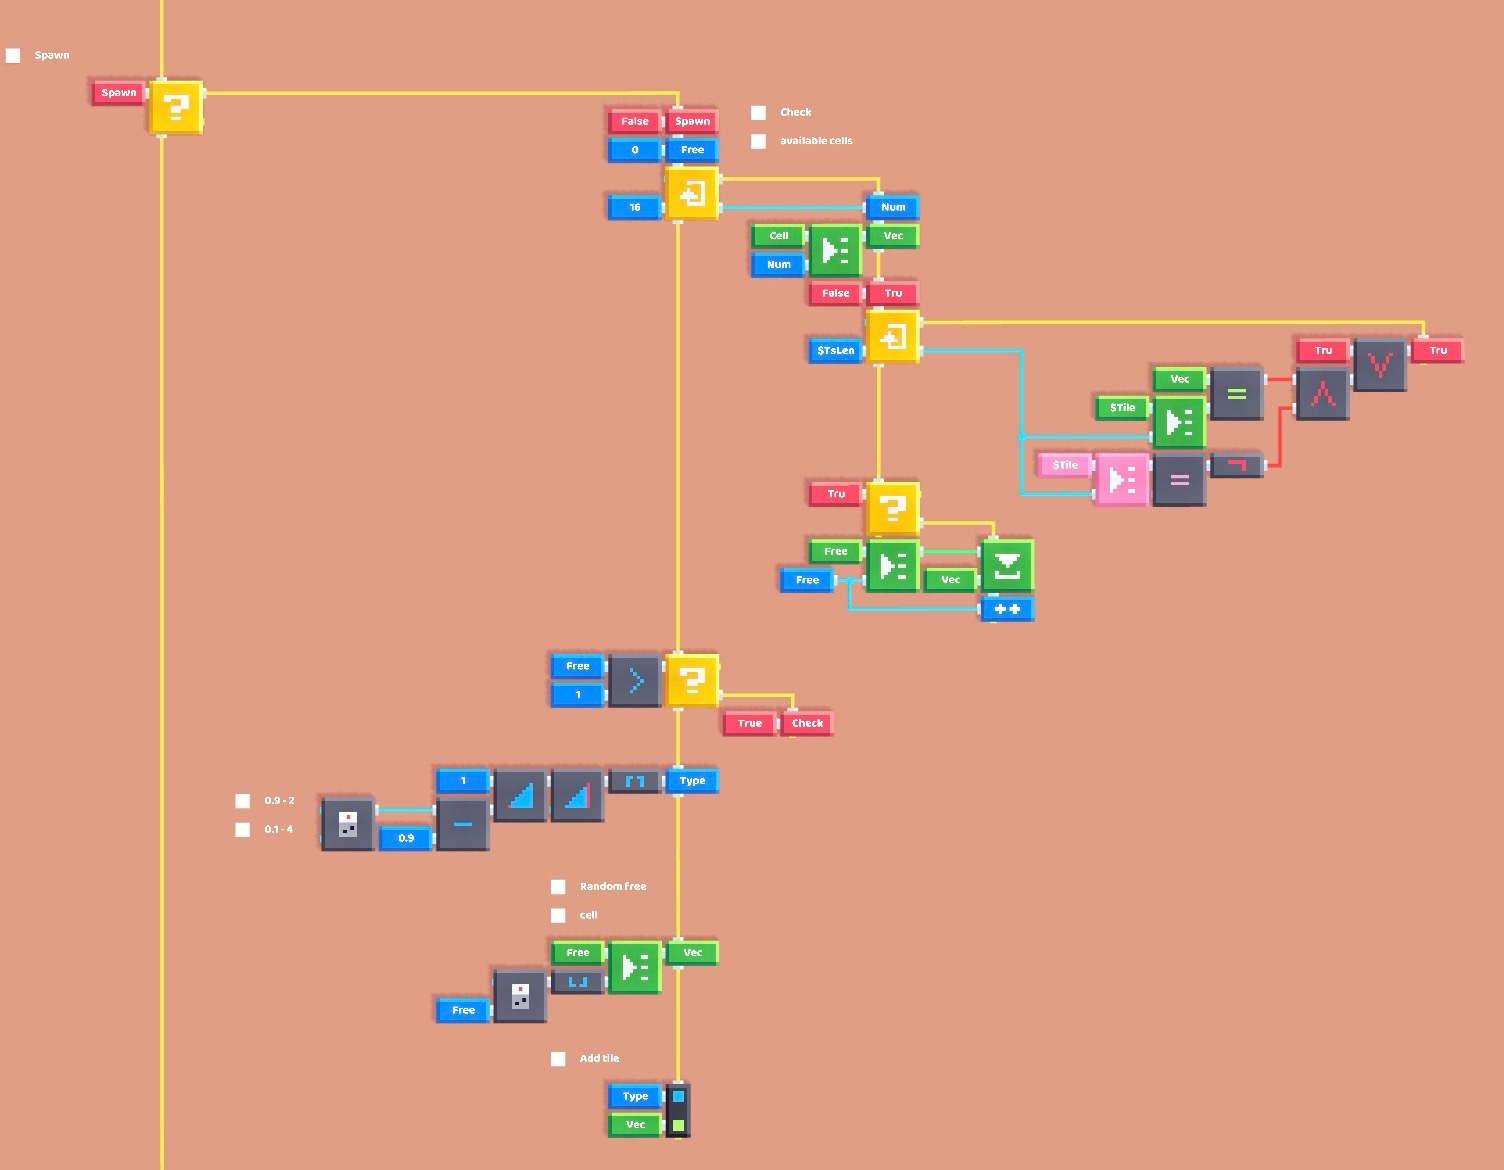 Spawn
Spawn
?
False Spawn
Check
0 Free
available cells
16
Num
Cell
Vec
Num
False Tru
$TsLen
Tru
Tru
Vec
=
$Tile
$Tile
=
Tru
?
Free
Free
Vec
++
Free
>
?
1
True Check
1
Type
0.9 - 2
0.1 - 4
0.9
−
Random free
cell
Free
Vec
Free
Add tile
Type
Vec